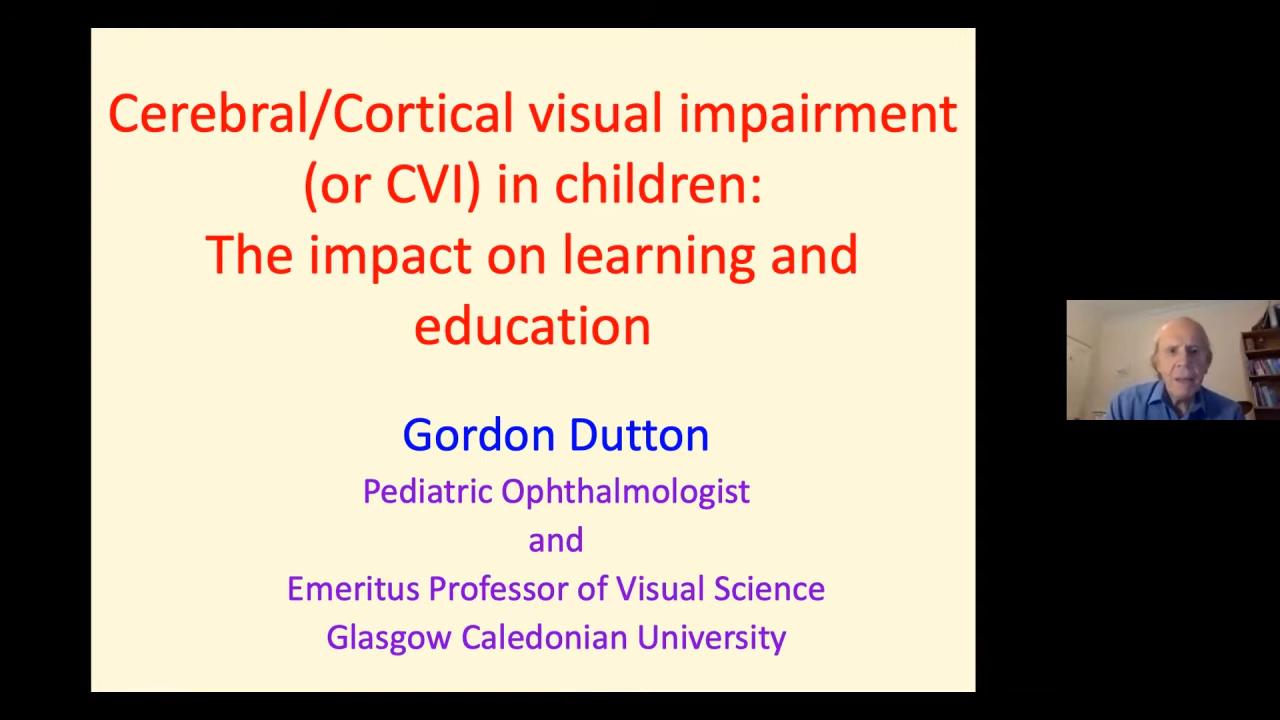 Cerebral/Cortical visual impairment
(or CVI) in children:
The impact on learning and
education
Gordon Dutton
Pediatric Ophthalmologist
and
Emeritus Professor of Visual Science
Glasgow Caledonian University